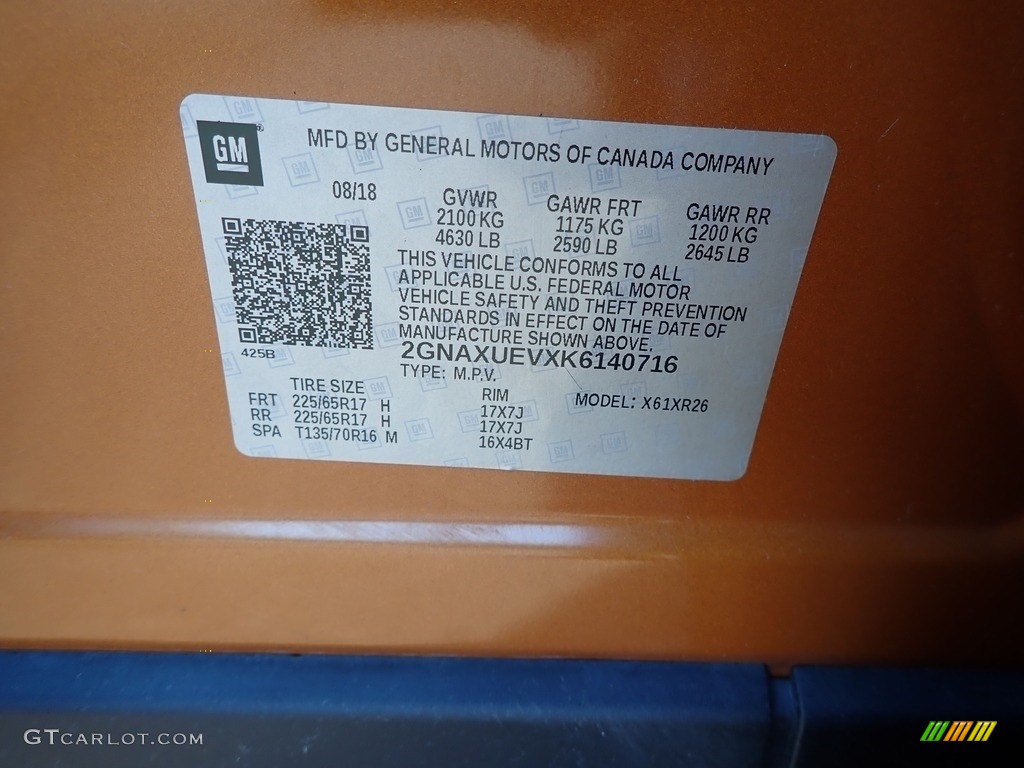 GM®
MFD BY GENERAL MOTORS OF CANADA COMPANY
08/18
GVWR
2100 KG
4630 LB
GAWR FRT
1175 KG
2590 LB
GAWR RR
1200 KG
2645 LB
THIS VEHICLE CONFORMS TO ALL
APPLICABLE U.S. FEDERAL MOTOR
VEHICLE SAFETY AND THEFT PREVENTION
STANDARDS IN EFFECT ON THE DATE OF
MANUFACTURE SHOWN ABOVE.
425B
2GNAXUEVXK6140716
TYPE: M.P.V.
MODEL: X61XR26
TIRE SIZE RIM
FRT 225/65R17 H 17X7J
RR 225/65R17 H 17X7J
SPA T135/70R16 M 16X4BT
GTCARLOT.COM